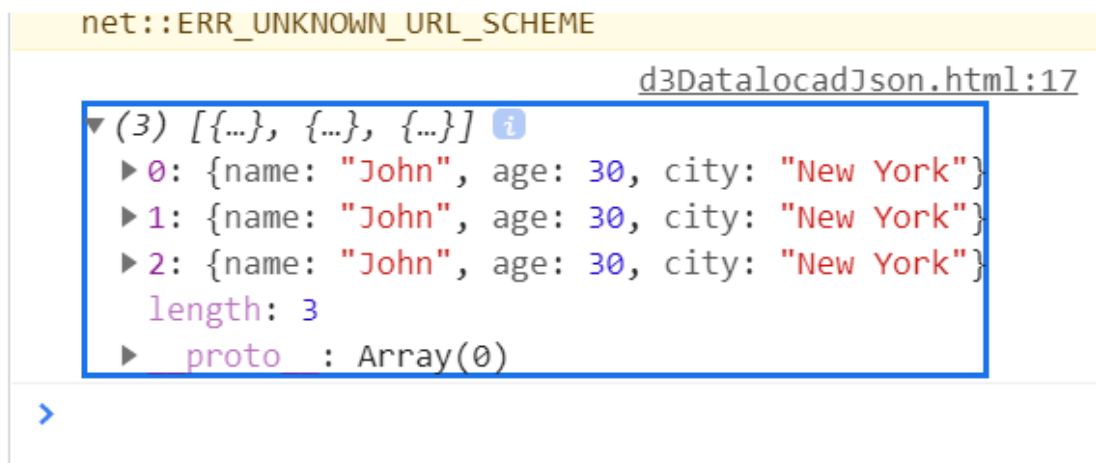 net::ERR_UNKNOWN_URL_SCHEME
d3DatalocadJson.html:17
▼(3) [{…}, {…}, {…}] i
▶0: {name: "John", age: 30, city: "New York"}
▶1: {name: "John", age: 30, city: "New York"}
▶2: {name: "John", age: 30, city: "New York"}
length: 3
▶__proto__: Array(0)
>